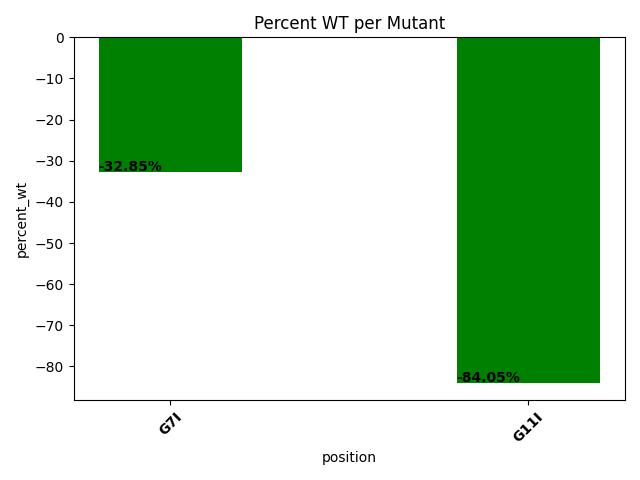 Percent WT per Mutant
0
−10
−20
−30
−40
−50
−60
−70
−80
percent_wt
-32.85%
-84.05%
G7I
G11I
position